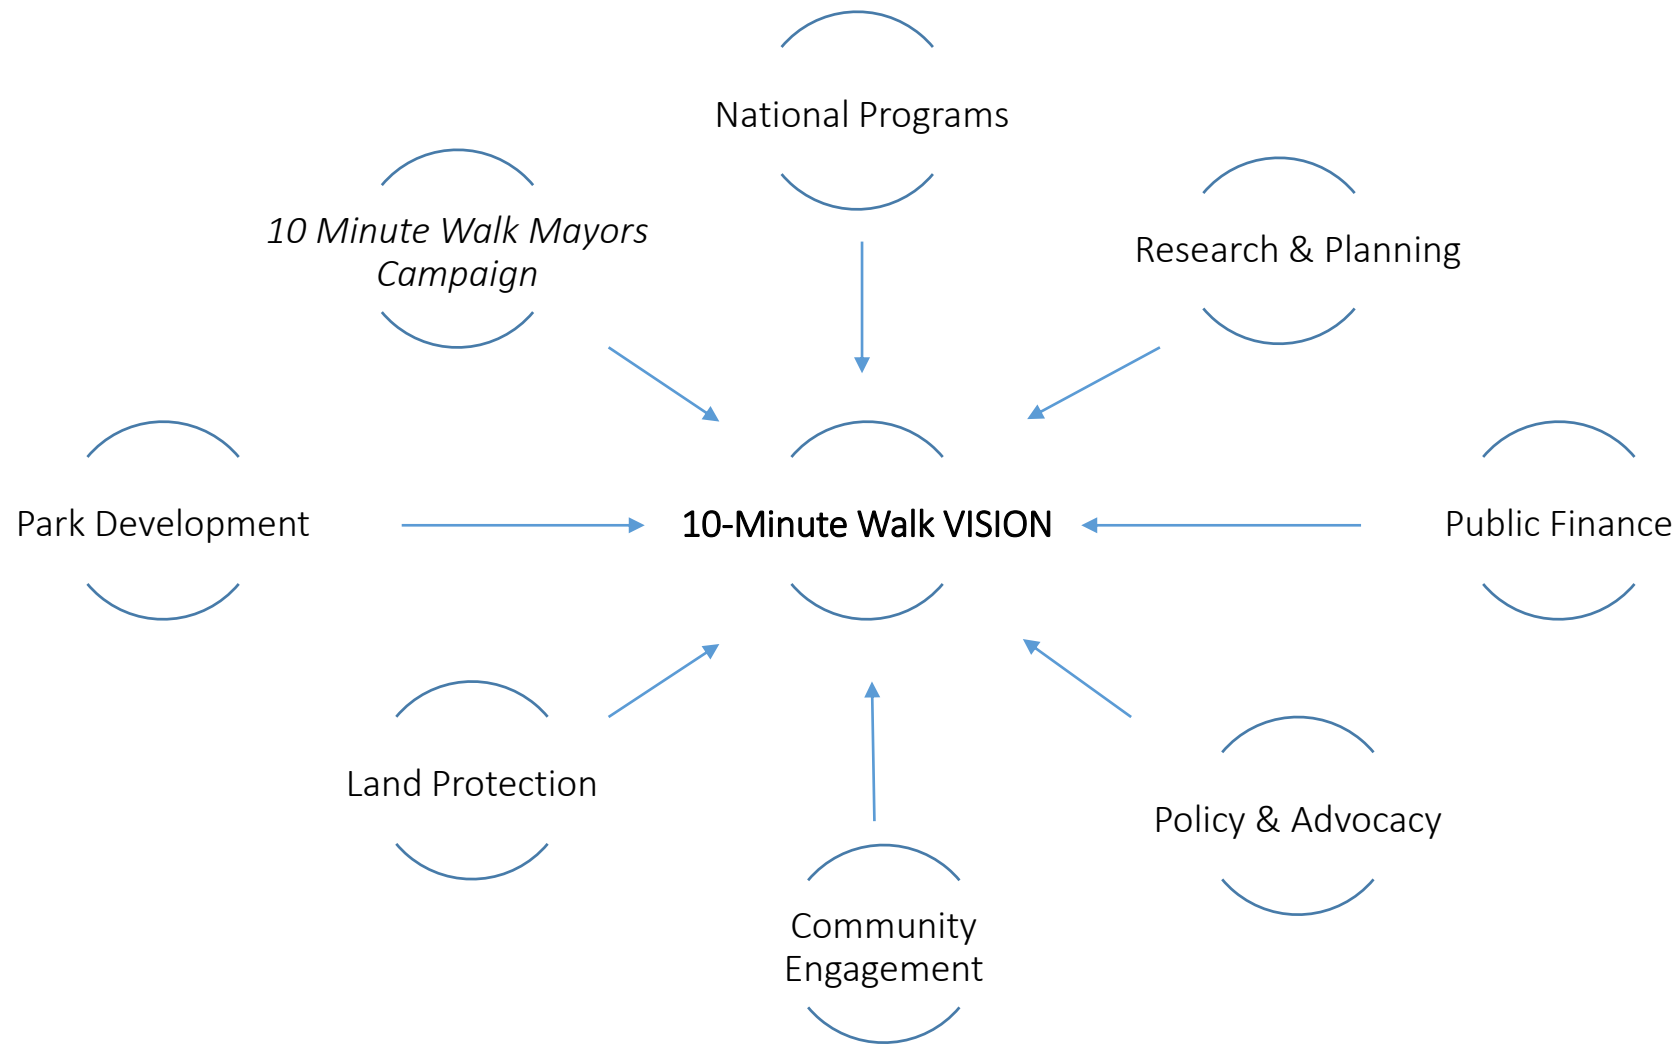 National Programs
10 Minute Walk Mayors
Campaign
Research & Planning
Park Development
10-Minute Walk VISION
Public Finance
Land Protection
Policy & Advocacy
Community
Engagement